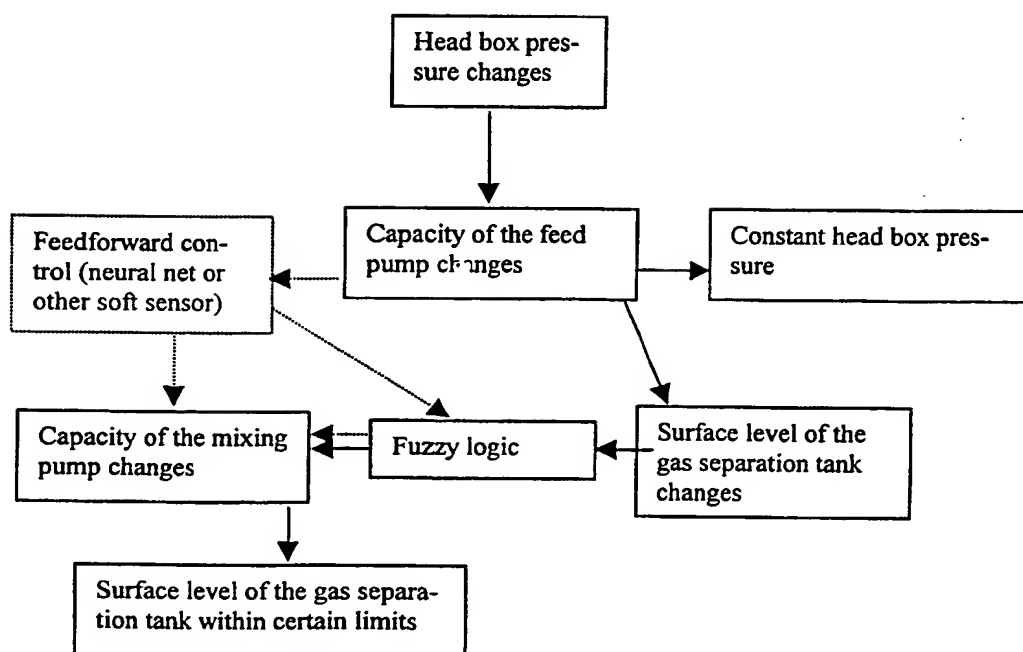 Head box pres-
sure changes
Feedforward con-
trol (neural net or
other soft sensor)
Capacity of the feed
pump changes
Constant head box pres-
sure
Capacity of the mixing
pump changes
Fuzzy logic
Surface level of the
gas separation tank
changes
Surface level of the gas separa-
tion tank within certain limits